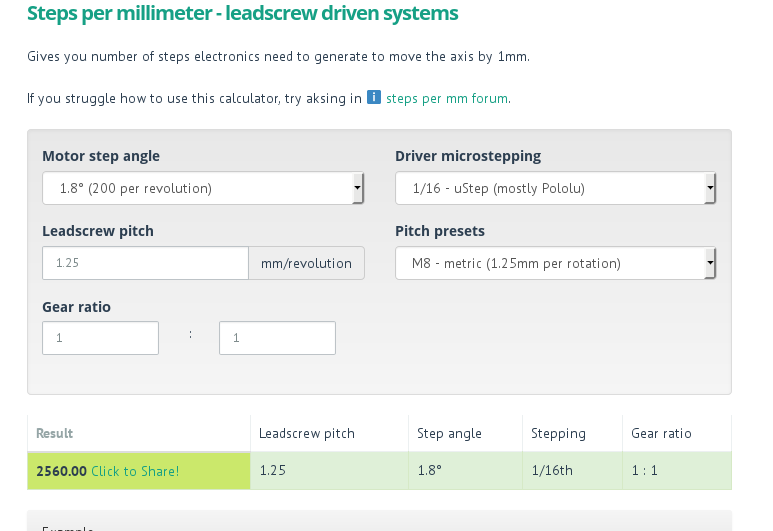 Steps per millimeter - leadscrew driven systems
Gives you number of steps electronics need to generate to move the axis by 1mm.
If you struggle how to use this calculator, try aksing in i steps per mm forum.
Motor step angle
Driver microstepping
1.8° (200 per revolution)
1/16 - uStep (mostly Pololu)
Leadscrew pitch
Pitch presets
1.25 mm/revolution
M8 - metric (1.25mm per rotation)
Gear ratio
1 : 1
Result Leadscrew pitch Step angle Stepping Gear ratio
2560.00 Click to Share! 1.25 1.8° 1/16th 1 : 1
Example